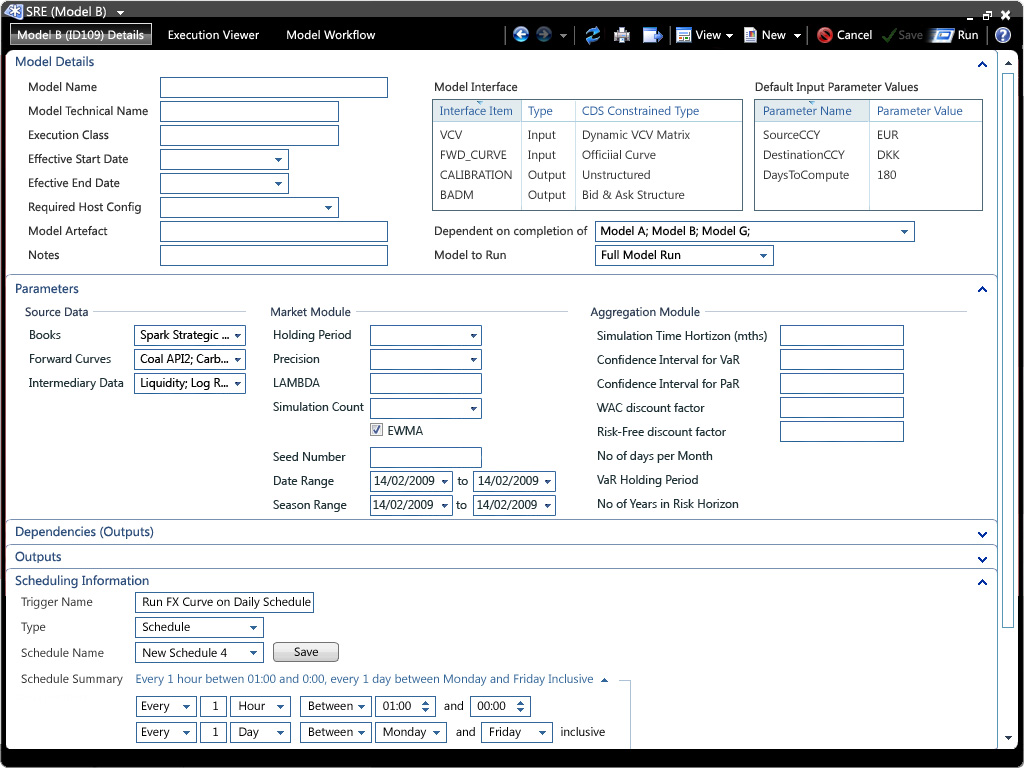 SRE (Model B)
Model B (ID109) Details Execution Viewer Model Workflow View New Cancel Save Run
Model Details
Model Name
Model Technical Name
Execution Class
Effective Start Date
Efective End Date
Required Host Config
Model Artefact
Notes
Model Interface
Interface Item Type CDS Constrained Type
VCV Input Dynamic VCV Matrix
FWD_CURVE Input Officiial Curve
CALIBRATION Output Unstructured
BADM Output Bid & Ask Structure
Default Input Parameter Values
Parameter Name Parameter Value
SourceCCY EUR
DestinationCCY DKK
DaysToCompute 180
Dependent on completion of Model A; Model B; Model G;
Model to Run Full Model Run
Parameters
Source Data
Books Spark Strategic ...
Forward Curves Coal API2; Carb...
Intermediary Data Liquidity; Log R...
Market Module
Holding Period
Precision
LAMBDA
Simulation Count
EWMA
Seed Number
Date Range 14/02/2009 to 14/02/2009
Season Range 14/02/2009 to 14/02/2009
Aggregation Module
Simulation Time Hortizon (mths)
Confidence Interval for VaR
Confidence Interval for PaR
WAC discount factor
Risk-Free discount factor
No of days per Month
VaR Holding Period
No of Years in Risk Horizon
Dependencies (Outputs)
Outputs
Scheduling Information
Trigger Name Run FX Curve on Daily Schedule
Type Schedule
Schedule Name New Schedule 4 Save
Schedule Summary Every 1 hour betwen 01:00 and 0:00, every 1 day between Monday and Friday Inclusive
Every 1 Hour Between 01:00 and 00:00
Every 1 Day Between Monday and Friday inclusive